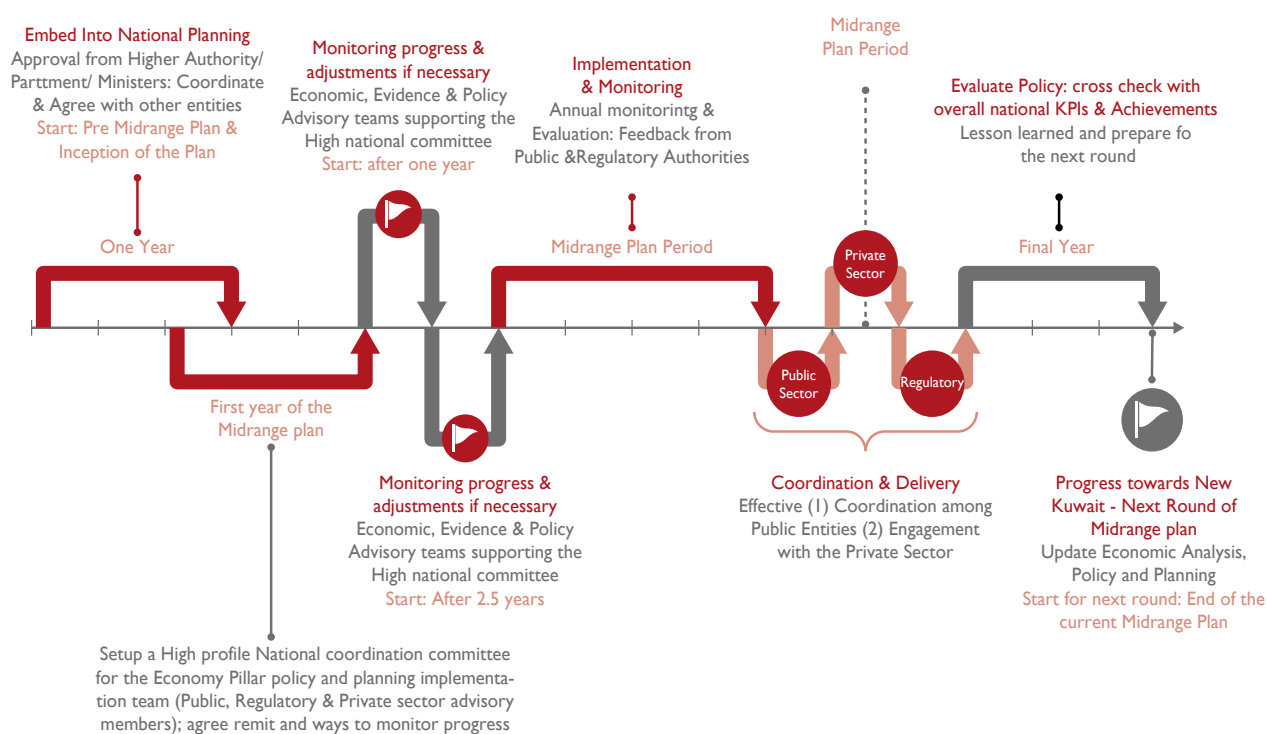 Embed Into National Planning
Approval from Higher Authority/
Parttment/ Ministers: Coordinate
& Agree with other entities
Start: Pre Midrange Plan &
Inception of the Plan
One Year
First year of the
Midrange plan
Setup a High profile National coordination committee
for the Economy Pillar policy and planning implementa-
tion team (Public, Regulatory & Private sector advisory
members); agree remit and ways to monitor progress
Monitoring progress &
adjustments if necessary
Economic, Evidence & Policy
Advisory teams supporting the
High national committee
Start: after one year
Monitoring progress &
adjustments if necessary
Economic, Evidence & Policy
Advisory teams supporting the
High national committee
Start: After 2.5 years
Implementation
& Monitoring
Annual monitoritng &
Evaluation: Feedback from
Public &Regulatory Authorities
Midrange Plan Period
Midrange
Plan Period
Private
Sector
Public
Sector
Regulatory
Coordination & Delivery
Effective (1) Coordination among
Public Entities (2) Engagement
with the Private Sector
Evaluate Policy: cross check with
overall national KPIs & Achievements
Lesson learned and prepare fo
the next round
Final Year
Progress towards New
Kuwait - Next Round of
Midrange plan
Update Economic Analysis,
Policy and Planning
Start for next round: End of the
current Midrange Plan